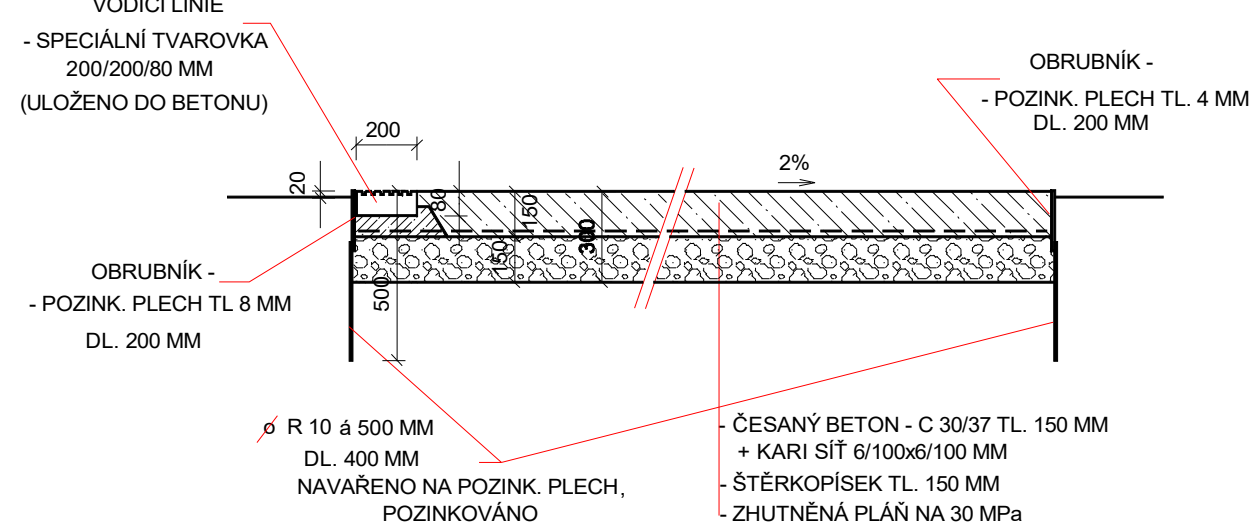 VODÍCÍ LINIE
- SPECIÁLNÍ TVAROVKA
200/200/80 MM
(ULOŽENO DO BETONU)
OBRUBNÍK -
- POZINK. PLECH TL. 4 MM
DL. 200 MM
200
2%
20
80
150
300
150
500
OBRUBNÍK -
- POZINK. PLECH TL 8 MM
DL. 200 MM
R 10 á 500 MM
DL. 400 MM
NAVAŘENO NA POZINK. PLECH,
POZINKOVÁNO
- ČESANÝ BETON - C 30/37 TL. 150 MM
+ KARI SÍŤ 6/100x6/100 MM
- ŠTĚRKOPÍSEK TL. 150 MM
- ZHUTNĚNÁ PLÁŇ NA 30 MPa